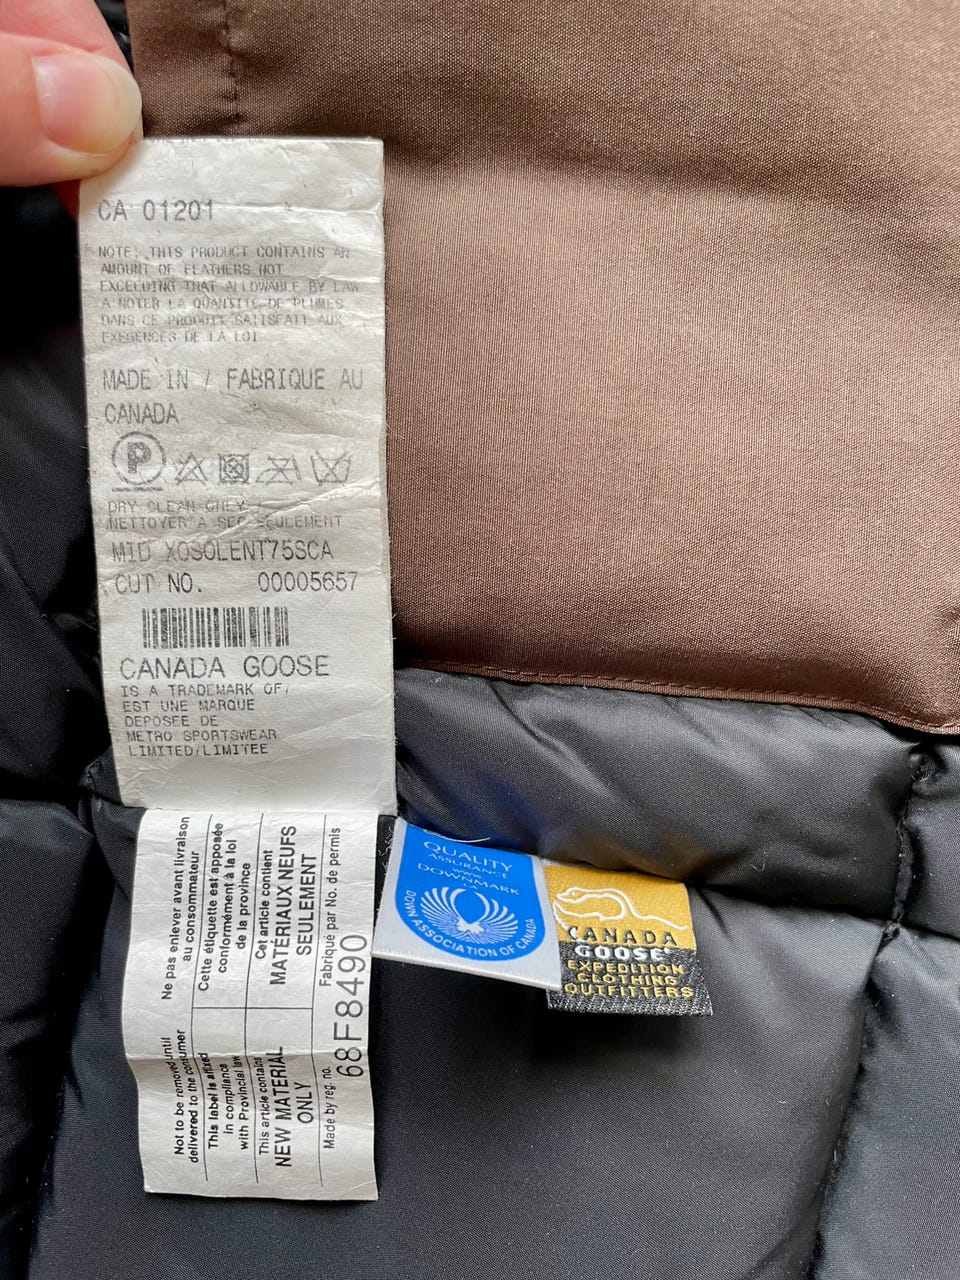 CA 01201
NOTE: THIS PRODUCT CONTAINS AN
AMOUNT OF FEATHERS NOT
EXCEEDING THAT ALLOWABLE BY LAW
A NOTER LA QUANTITE DE PLUMES
DANS CE PRODUIT SATISFAIT AUX
EXEGENCES DE LA LOI
MADE IN / FABRIQUE AU
CANADA
P
DRY CLEAN ONLY /
NETTOYER A SEC SEULEMENT
MID XOSOLENT75SCA
CUT NO. 00005657
CANADA GOOSE
IS A TRADEMARK OF/
EST UNE MARQUE
DEPOSEE DE
METRO SPORTSWEAR
LIMITED/LIMITEE
Ne pas enlever avant livraison
au consommateur
Cette étiquette est apposée
conformément à la loi
de la province
Cet article contient
MATÉRIAUX NEUFS
SEULEMENT
Fabriqué par No. de permis
Not to be removed until
delivered to the consumer
This label is affixed
in compliance
with Provincial law
This article contains
NEW MATERIAL
ONLY
Made by reg. no.
68F8490
QUALITY
ASSURANCE
www
DOWNMARK
CA
DOWN ASSOCIATION OF CANADA
CANADA
GOOSE
EXPEDITION
CLOTHING
OUTFITTERS